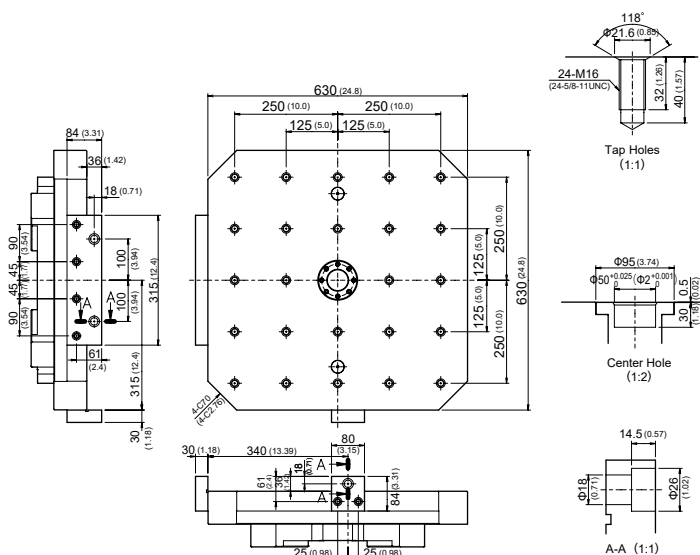 118°
Φ21.6 (0.85)
24-M16
(24-5/8-11UNC)
32 (1.26)
40 (1.57)
Tap Holes
(1:1)
630 (24.8)
250 (10.0)
250 (10.0)
125 (5.0)
125 (5.0)
84 (3.31)
36 (1.42)
18 (0.71)
90 (3.54)
45 (1.7)
45 (1.7)
90 (3.54)
100 (3.94)
100 (3.94)
A
A
61 (2.4)
315 (12.4)
315 (12.4)
30 (1.18)
125 (5.0)
125 (5.0)
250 (10.0)
250 (10.0)
630 (24.8)
4-C70
(4-C2.76)
Φ95 (3.74)
Φ50 +0.025 0 (Φ2 +0.001 0)
0.5 (0.02)
30 (1.18)
Center Hole
(1:2)
30 (1.18)
340 (13.39)
80 (3.15)
A
A
18 (0.71)
36 (1.42)
61 (2.4)
84 (3.31)
25 (0.98)
25 (0.98)
14.5 (0.57)
Φ18 (0.71)
Φ26 (1.02)
A-A (1:1)